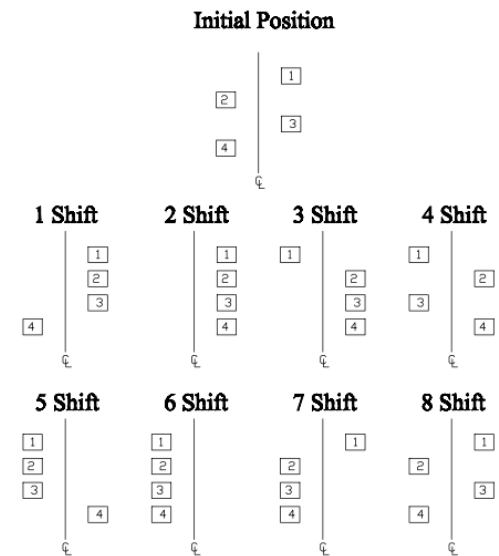 Initial Position
1
2
3
4
℄
1 Shift 2 Shift 3 Shift 4 Shift
1 1 1 1
2 2 2 2
3 3 3 3
4 4 4 4
℄ ℄ ℄ ℄
5 Shift 6 Shift 7 Shift 8 Shift
1 1 1 1
2 2 2 2
3 3 3 3
4 4 4 4
℄ ℄ ℄ ℄